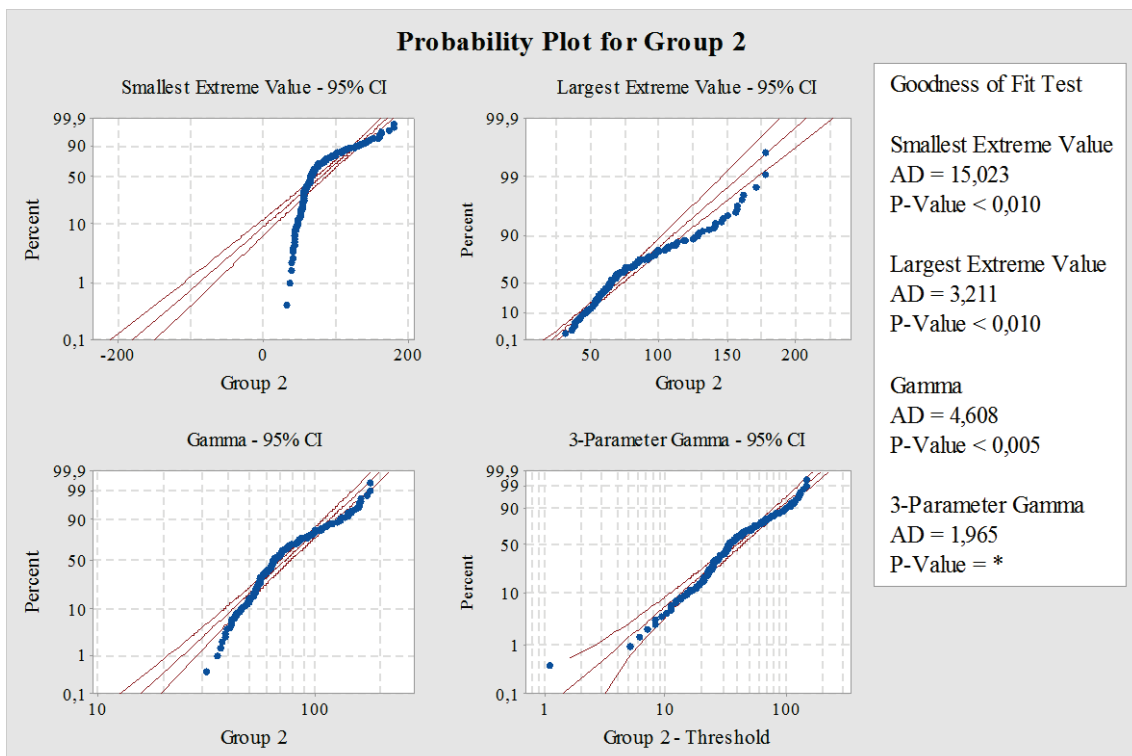 Probability Plot for Group 2
Smallest Extreme Value - 95% CI
99,9
90
50
10
1
0,1
Percent
-200
0
200
Group 2
Largest Extreme Value - 95% CI
99,9
99
90
50
10
0,1
Percent
50
100
150
200
Group 2
Gamma - 95% CI
99,9
99
90
50
10
1
0,1
Percent
10
100
Group 2
3-Parameter Gamma - 95% CI
99,9
99
90
50
10
1
0,1
Percent
1
10
100
Group 2 - Threshold
Goodness of Fit Test
Smallest Extreme Value
AD = 15,023
P-Value < 0,010
Largest Extreme Value
AD = 3,211
P-Value < 0,010
Gamma
AD = 4,608
P-Value < 0,005
3-Parameter Gamma
AD = 1,965
P-Value = *